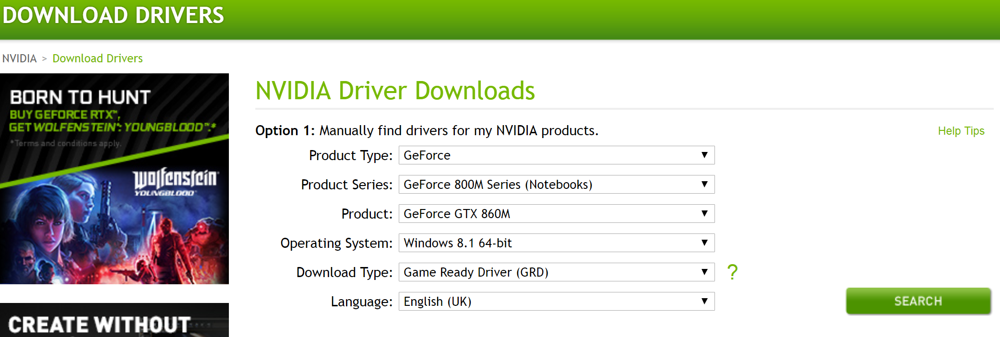 DOWNLOAD DRIVERS
NVIDIA > Download Drivers
BORN TO HUNT
BUY GEFORCE RTX™,
GET WOLFENSTEIN®: YOUNGBLOOD™.*
*Terms and conditions apply.
Wolfenstein®
YOUNGBLOOD™
CREATE WITHOUT
NVIDIA Driver Downloads
Option 1: Manually find drivers for my NVIDIA products.
Help Tips
Product Type: GeForce
Product Series: GeForce 800M Series (Notebooks)
Product: GeForce GTX 860M
Operating System: Windows 8.1 64-bit
Download Type: Game Ready Driver (GRD) ?
Language: English (UK)
SEARCH